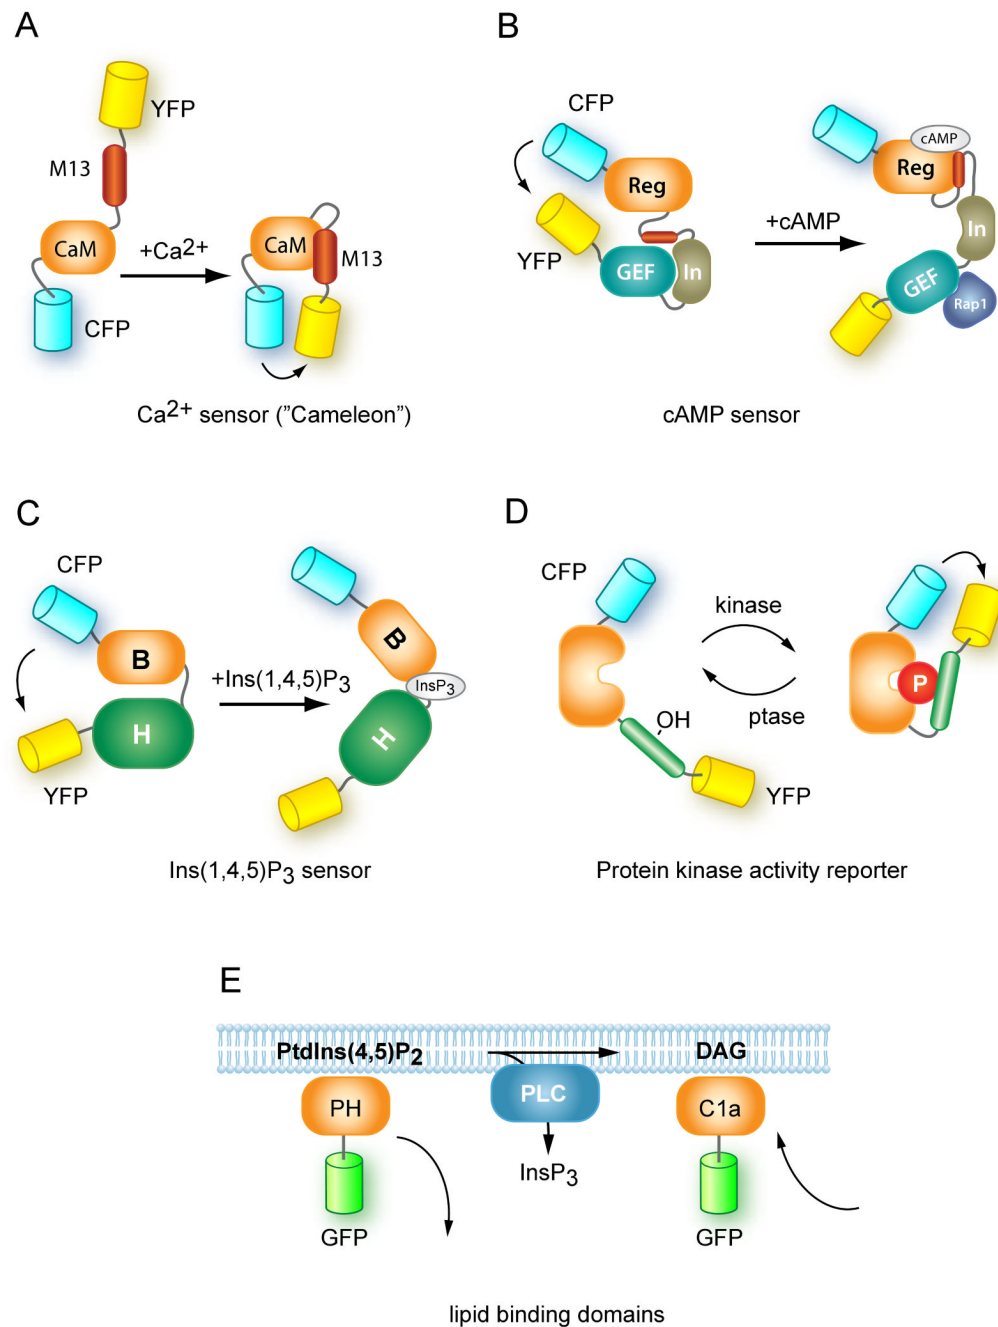 A
YFP
M13
CaM
+Ca2+
CaM
M13
CFP
Ca2+ sensor ("Cameleon")
B
CFP
Reg
YFP
GEF
In
+cAMP
cAMP
Reg
In
GEF
Rap1
cAMP sensor
C
CFP
B
H
YFP
+Ins(1,4,5)P3
B
InsP3
H
Ins(1,4,5)P3 sensor
D
CFP
kinase
ptase
OH
YFP
P
Protein kinase activity reporter
E
PtdIns(4,5)P2
DAG
PH
PLC
C1a
InsP3
GFP
GFP
lipid binding domains